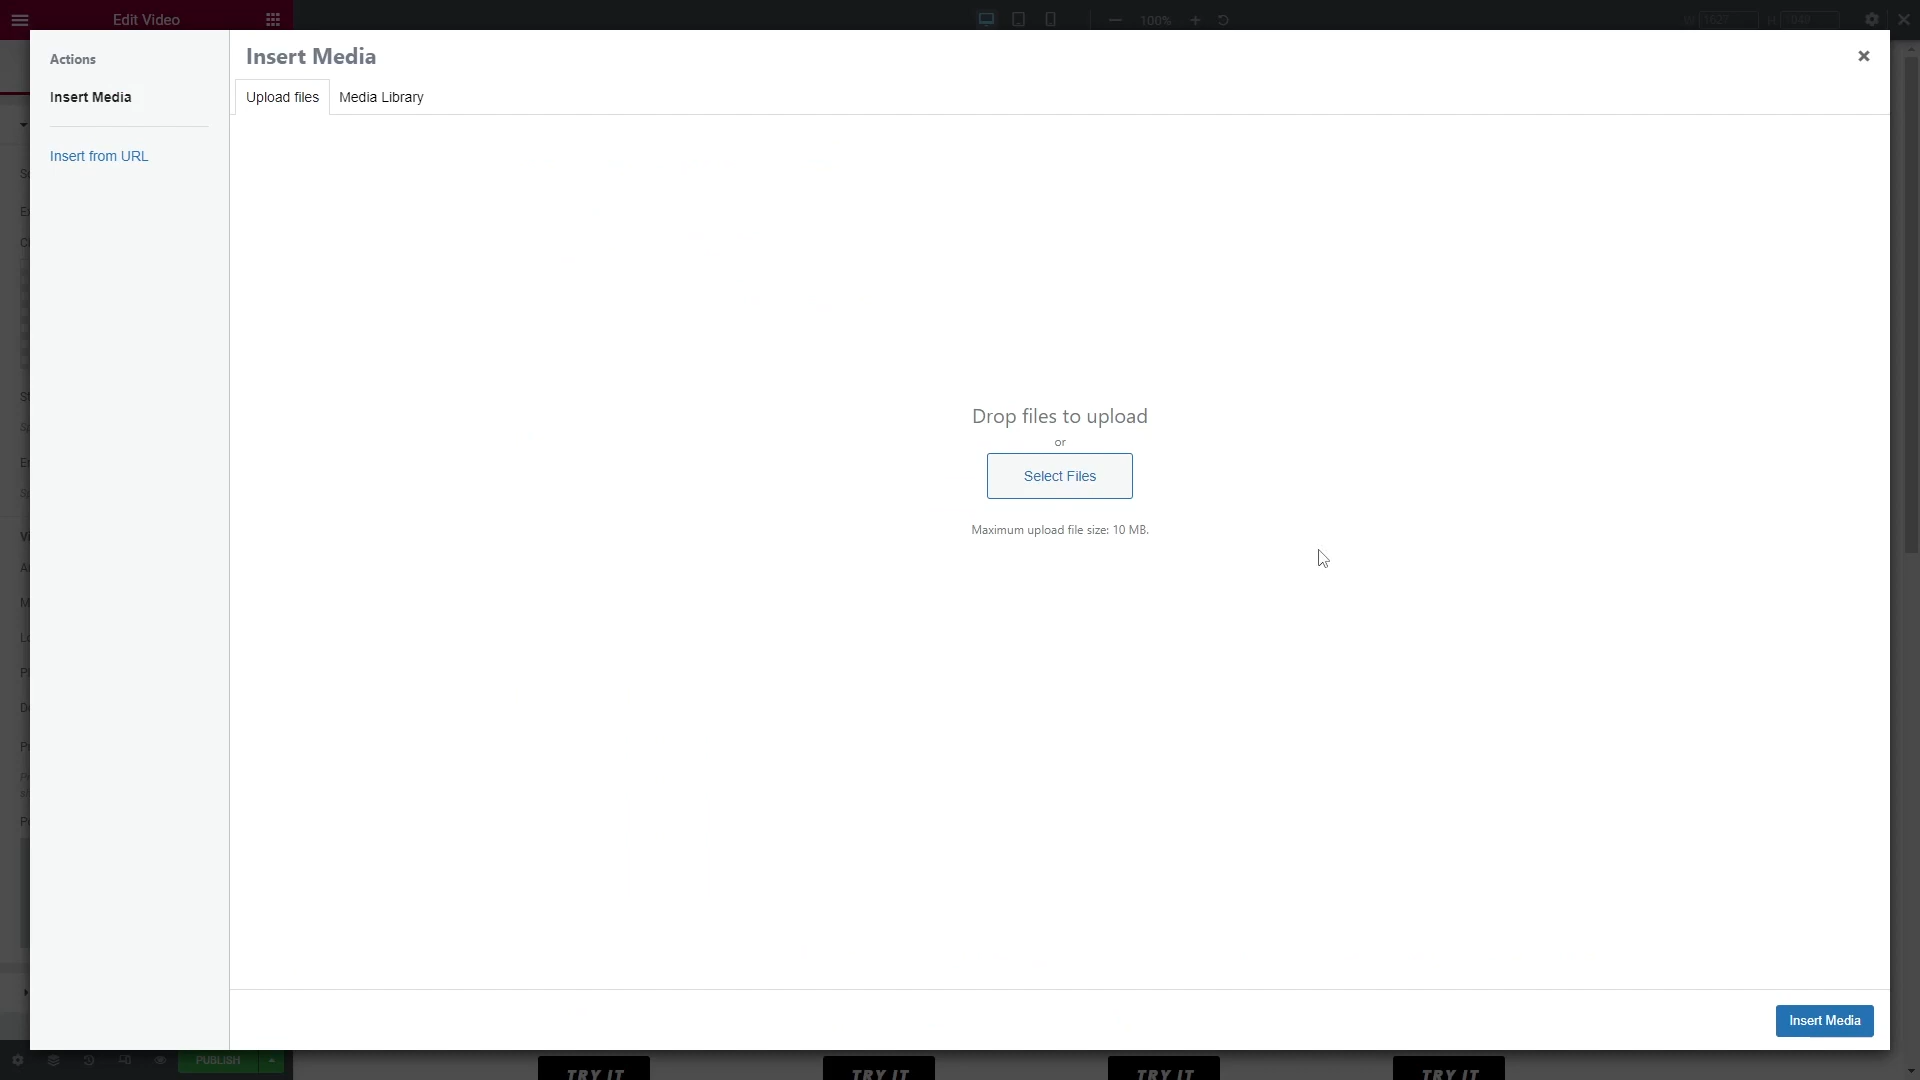 Edit Video
100%
W
1627
H
Actions
Insert Media
Insert from URL
Insert Media
Upload files
Media Library
Drop files to upload
or
Select Files
Maximum upload file size: 10 MB.
Insert Media
PUBLISH
TRY IT
TRY IT
TRY IT
TRY IT